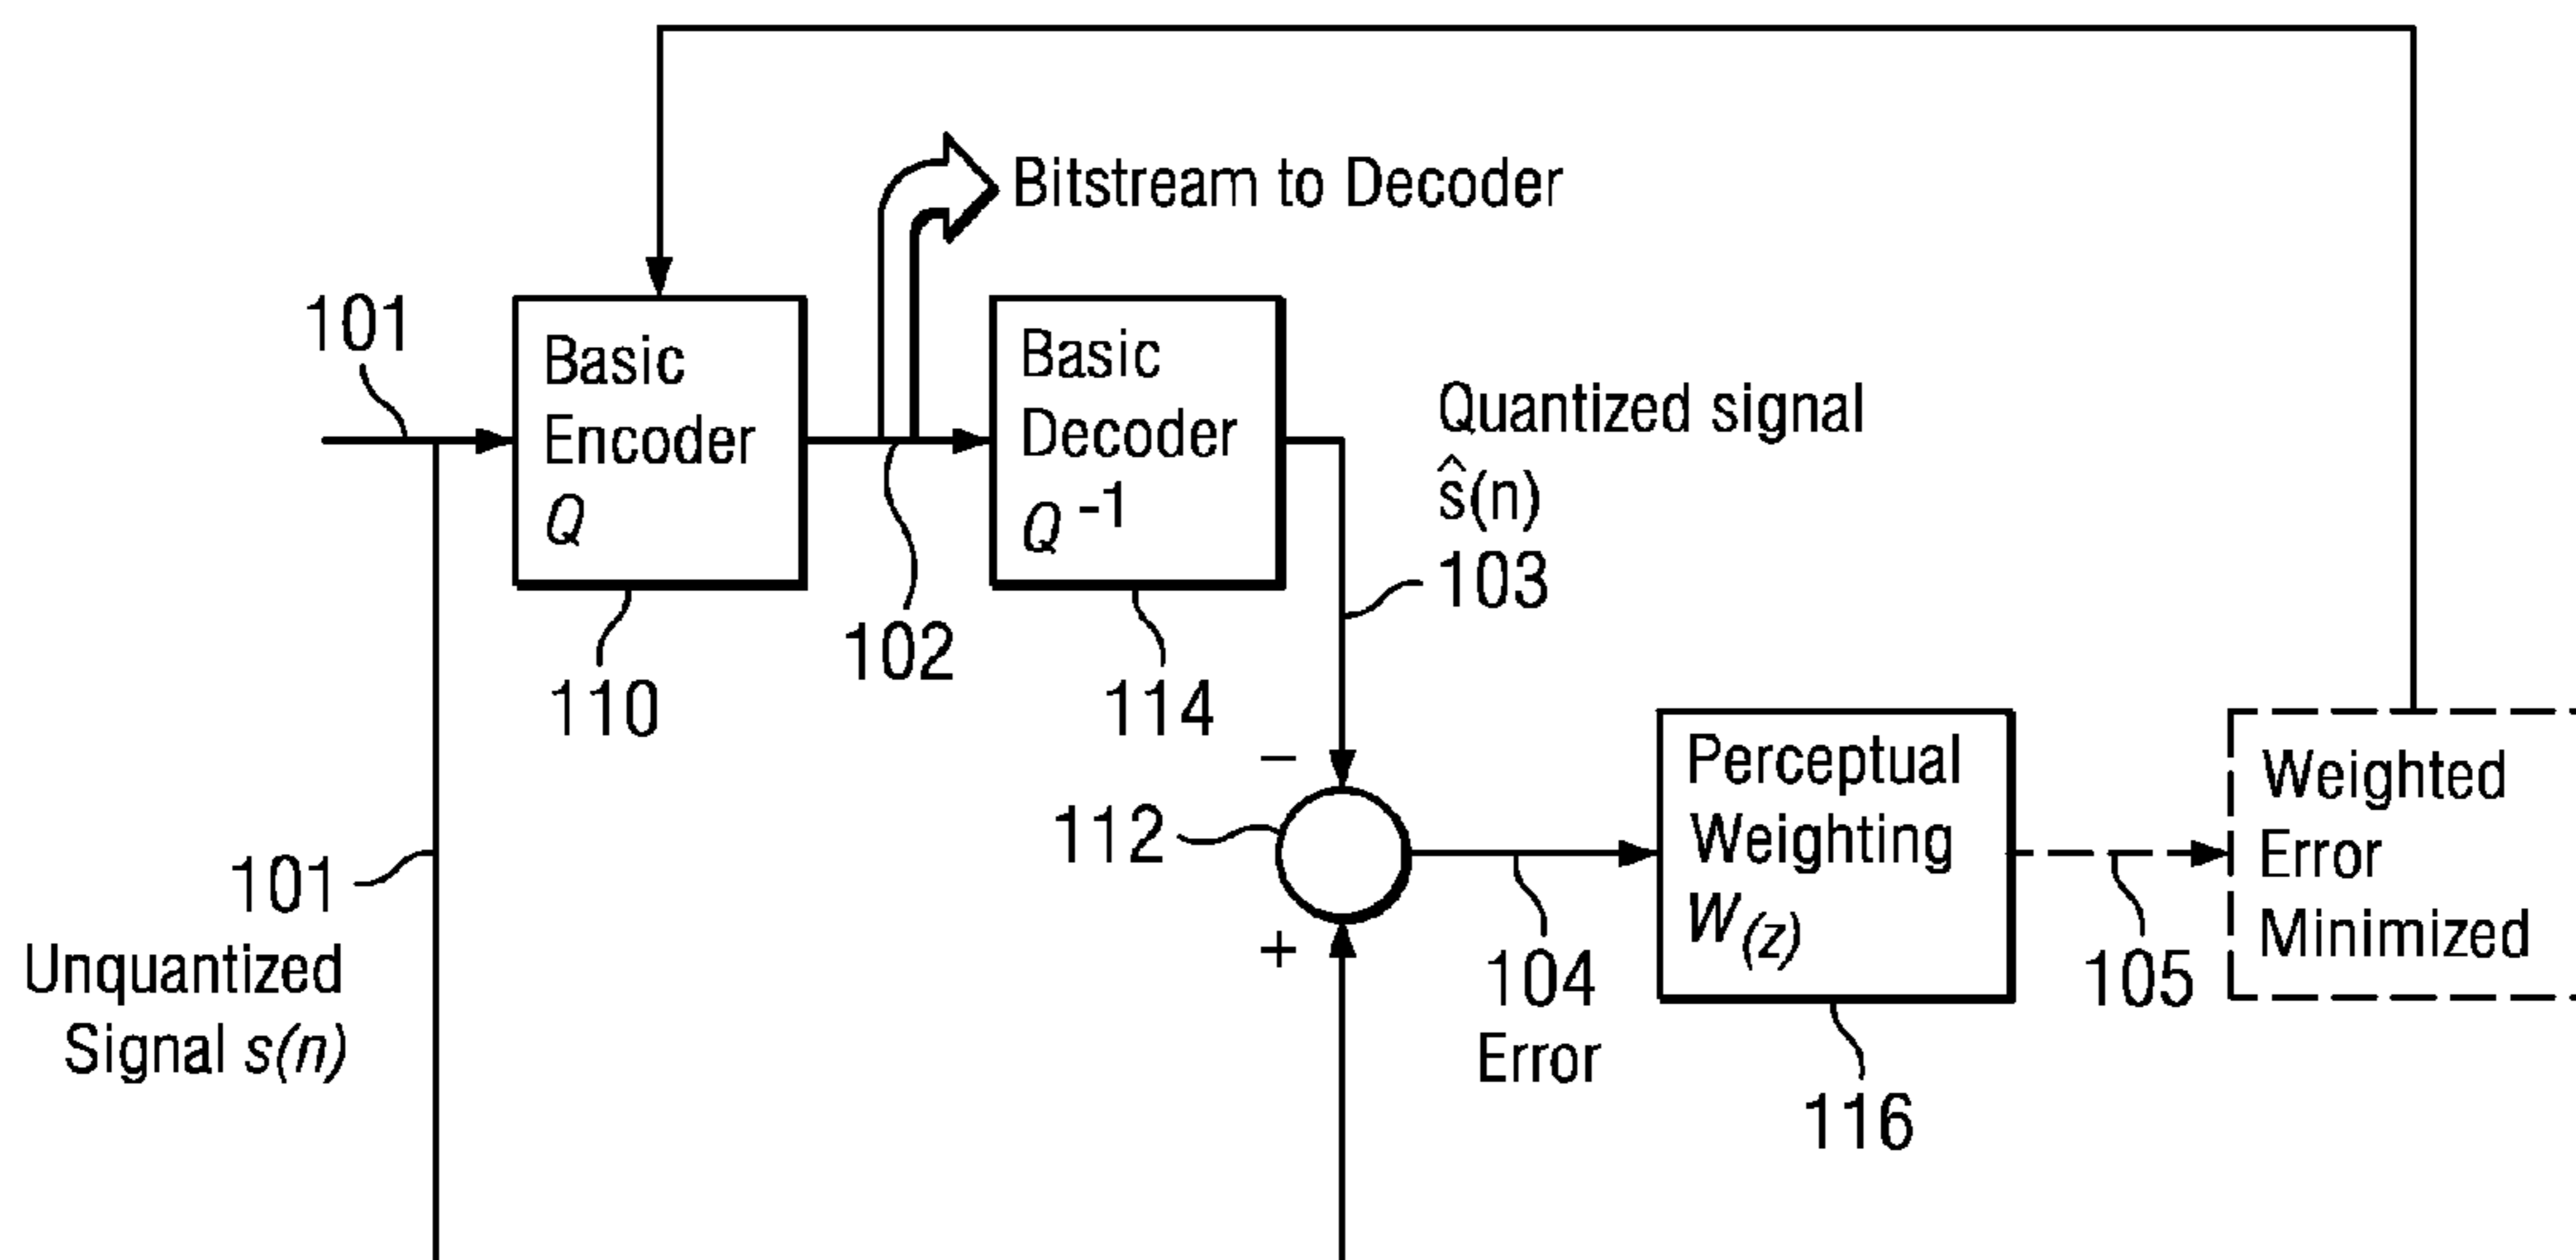 Bitstream to Decoder
101
Basic
Encoder
Q
Basic
Decoder
Q-1
Quantized signal
ŝ(n)
103
102
110
114
−
112
+
101
Unquantized
Signal s(n)
104
Error
Perceptual
Weighting
W(z)
116
105
Weighted
Error
Minimized